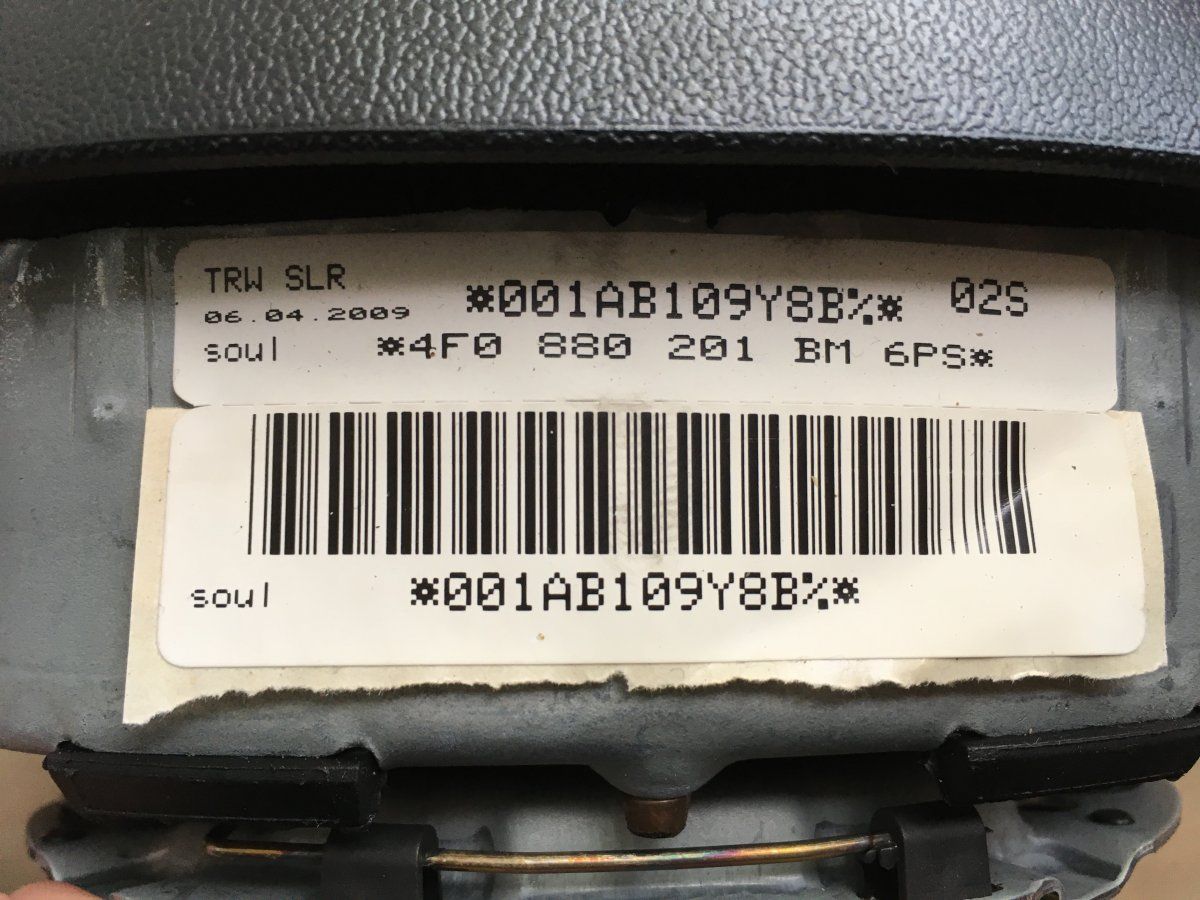 TRW SLR
*001AB109Y8B%* 02S
06.04.2009
soul *4F0 880 201 BM 6PS*
soul *001AB109Y8B%*